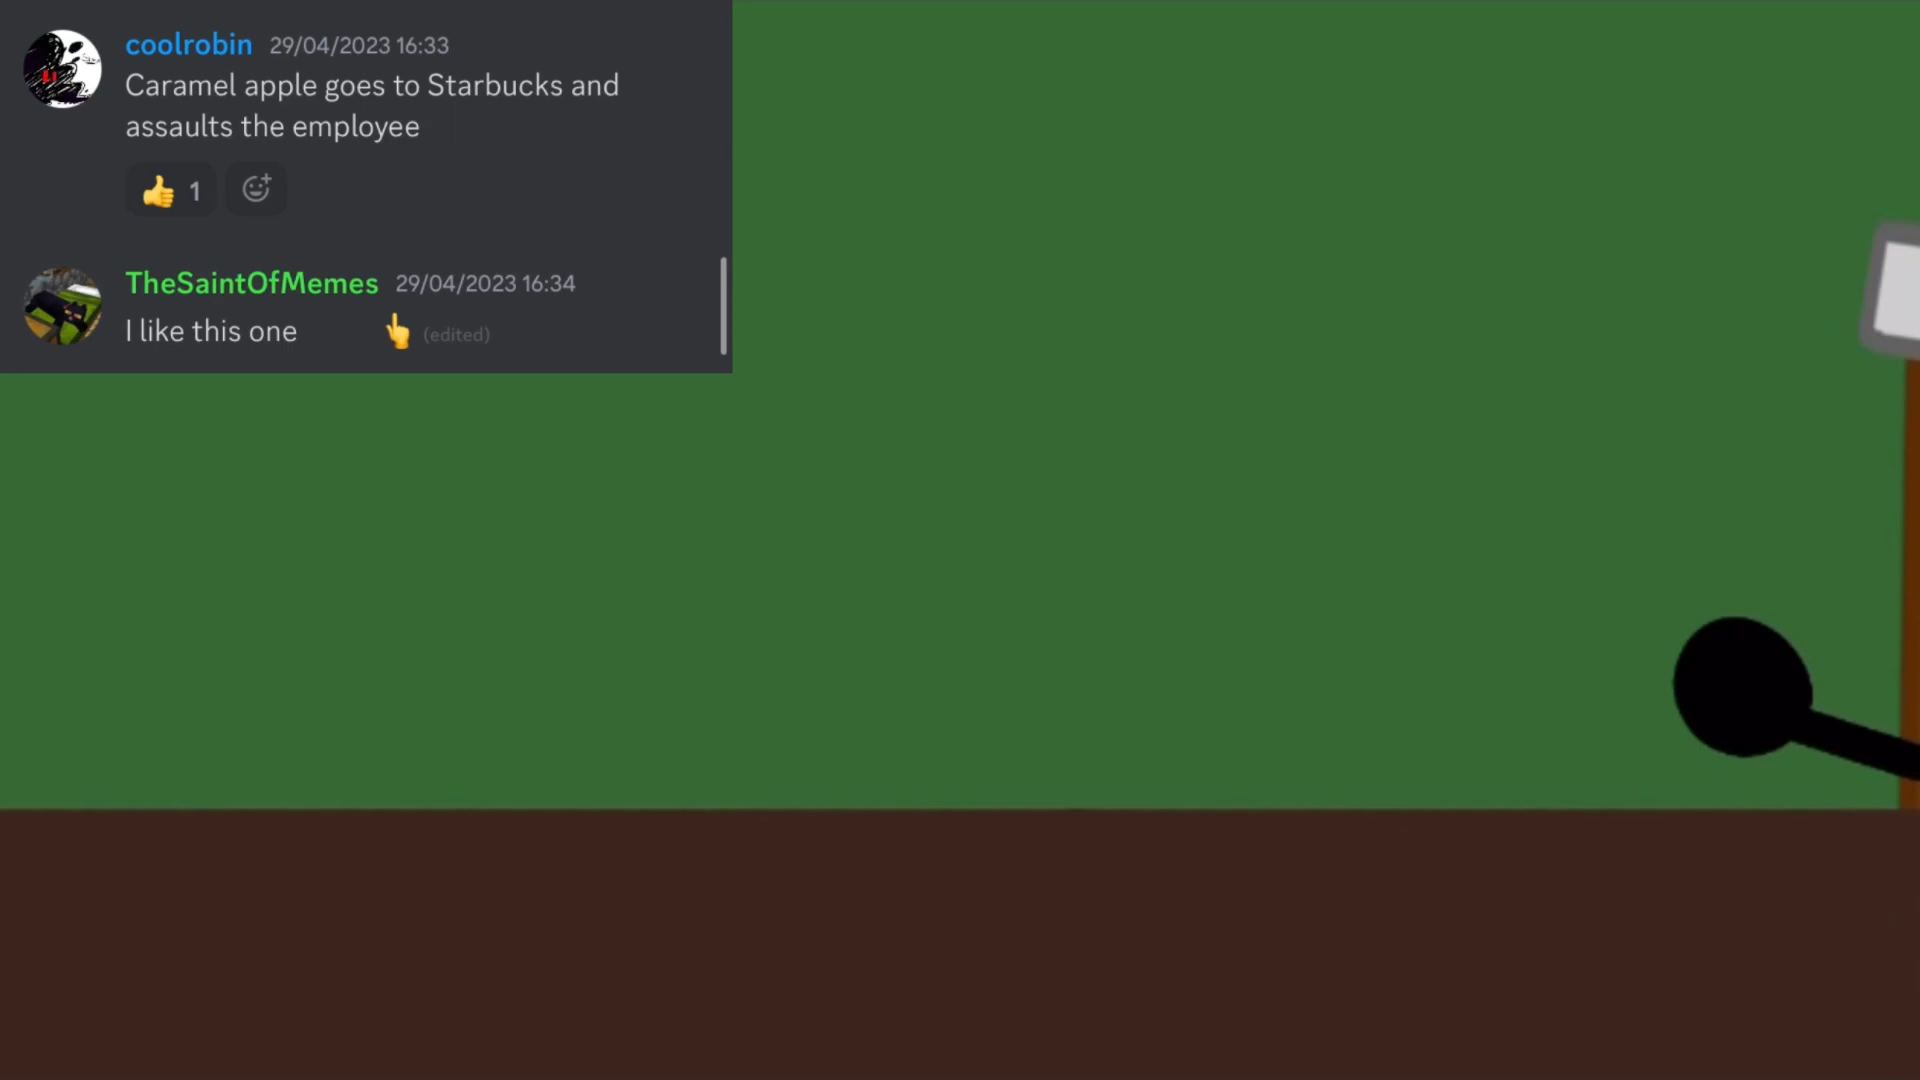 coolrobin 29/04/2023 16:33
Caramel apple goes to Starbucks and
assaults the employee
👍 1
TheSaintOfMemes 29/04/2023 16:34
I like this one 👆 (edited)